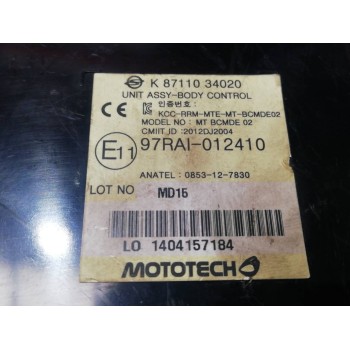 K 87110 34020
UNIT ASSY-BODY CONTROL
CE 인증번호 :
KCC-RRM-MTE-MT-BCMDE02
MODEL NO : MT BCMDE 02
CMIIT ID : 2012DJ2004
E11 97RAI-012410
ANATEL : 0853-12-7830
LOT NO MD15
LO 1404157184
MOTOTECH